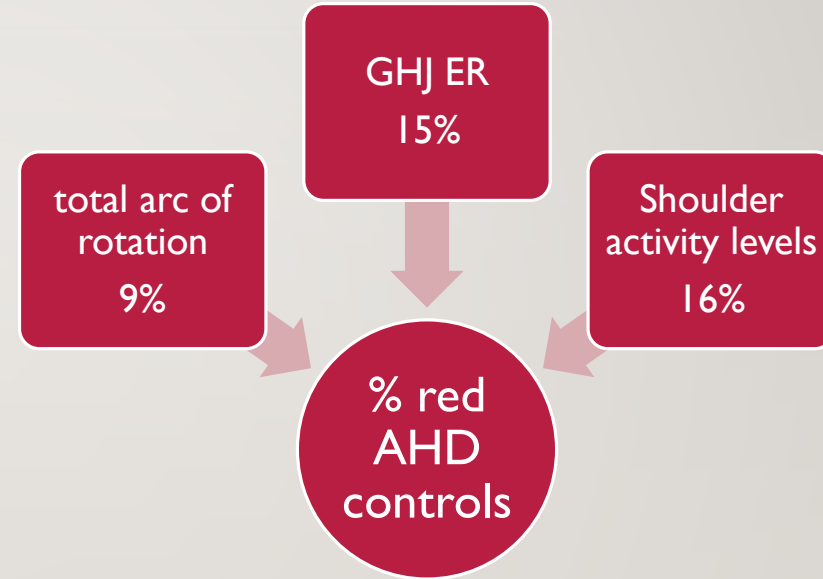 GHJ ER
15%
total arc of
rotation
9%
Shoulder
activity levels
16%
% red
AHD
controls